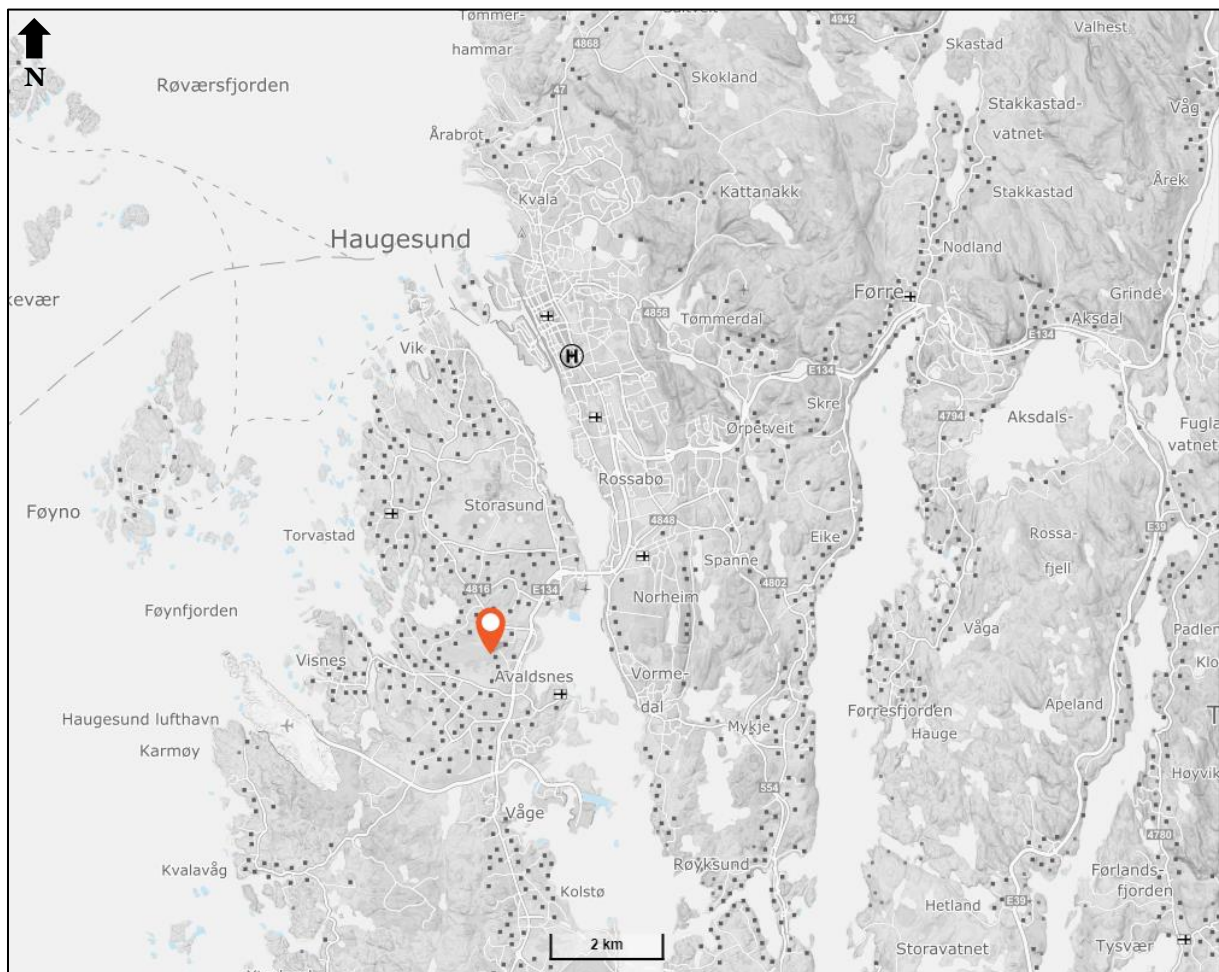 Tømmer-
hammar
4868
4942
Valhest
Skastad
N
Røværsfjorden
Skokland
47
Stakkastad-
vatnet
Våg
Årabrot
Kvala
Kattanakk
Stakkastad
Årek
Haugesund
Nodland
Førre
Grinde
kevær
4856
Tømmerdal
Aksdal
E134
Vik
H
E134
Skre
4794
Aksdals-
Ørpetveit
Fugla
vatnet
Rossabø
Storasund
Føyno
4848
E39
Torvastad
Eike
Rossa-
fjell
Spanne
4802
4816
E134
Norheim
Føynfjorden
Våga
Padlen
Visnes
Avaldsnes
Vorme-
dal
Klo
Apeland
Førresfjorden
Haugesund lufthavn
Karmøy
Mykje
Hauge
T
Høyvik
554
Våge
4780
Kvalavåg
Røyksund
Førlands-
fjorden
Kolstø
Hetland
E39
2 km
Storavatnet
Tysvær